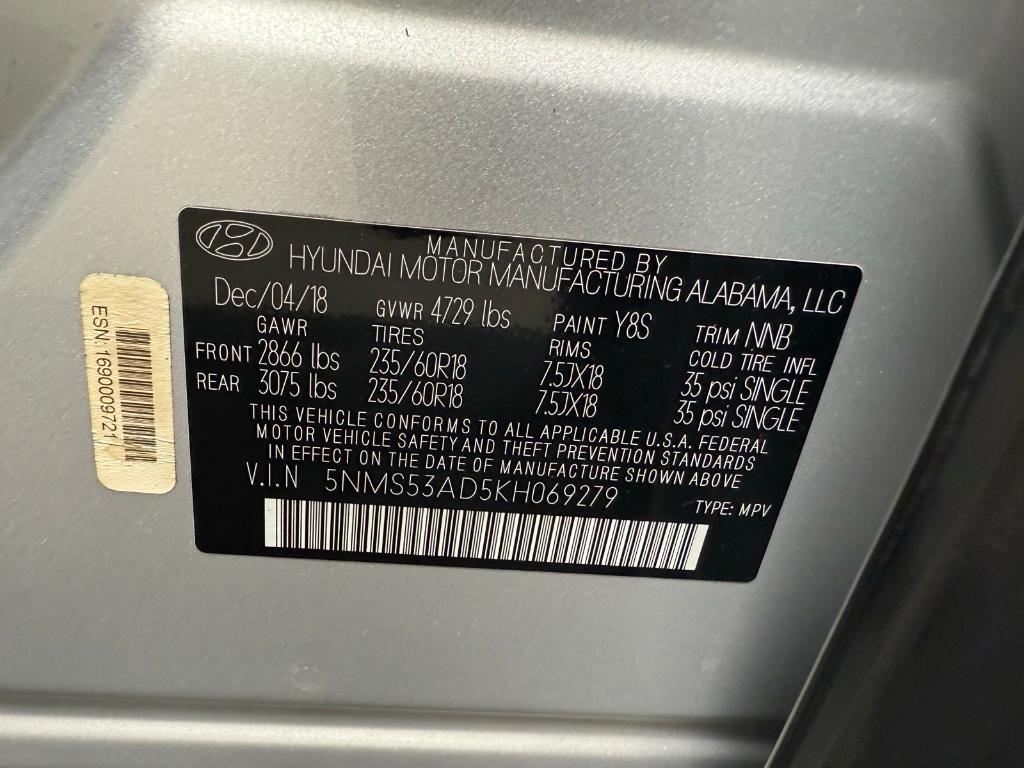 MANUFACTURED BY
HYUNDAI MOTOR MANUFACTURING ALABAMA, LLC
Dec/04/18 GVWR 4729 lbs PAINT Y8S TRIM NNB
GAWR TIRES RIMS COLD TIRE INFL
FRONT 2866 lbs 235/60R18 7.5JX18 35 psi SINGLE
REAR 3075 lbs 235/60R18 7.5JX18 35 psi SINGLE
THIS VEHICLE CONFORMS TO ALL APPLICABLE U.S.A. FEDERAL
MOTOR VEHICLE SAFETY AND THEFT PREVENTION STANDARDS
IN EFFECT ON THE DATE OF MANUFACTURE SHOWN ABOVE
V.I.N 5NMS53AD5KH069279 TYPE: MPV
ESN: 1690009721